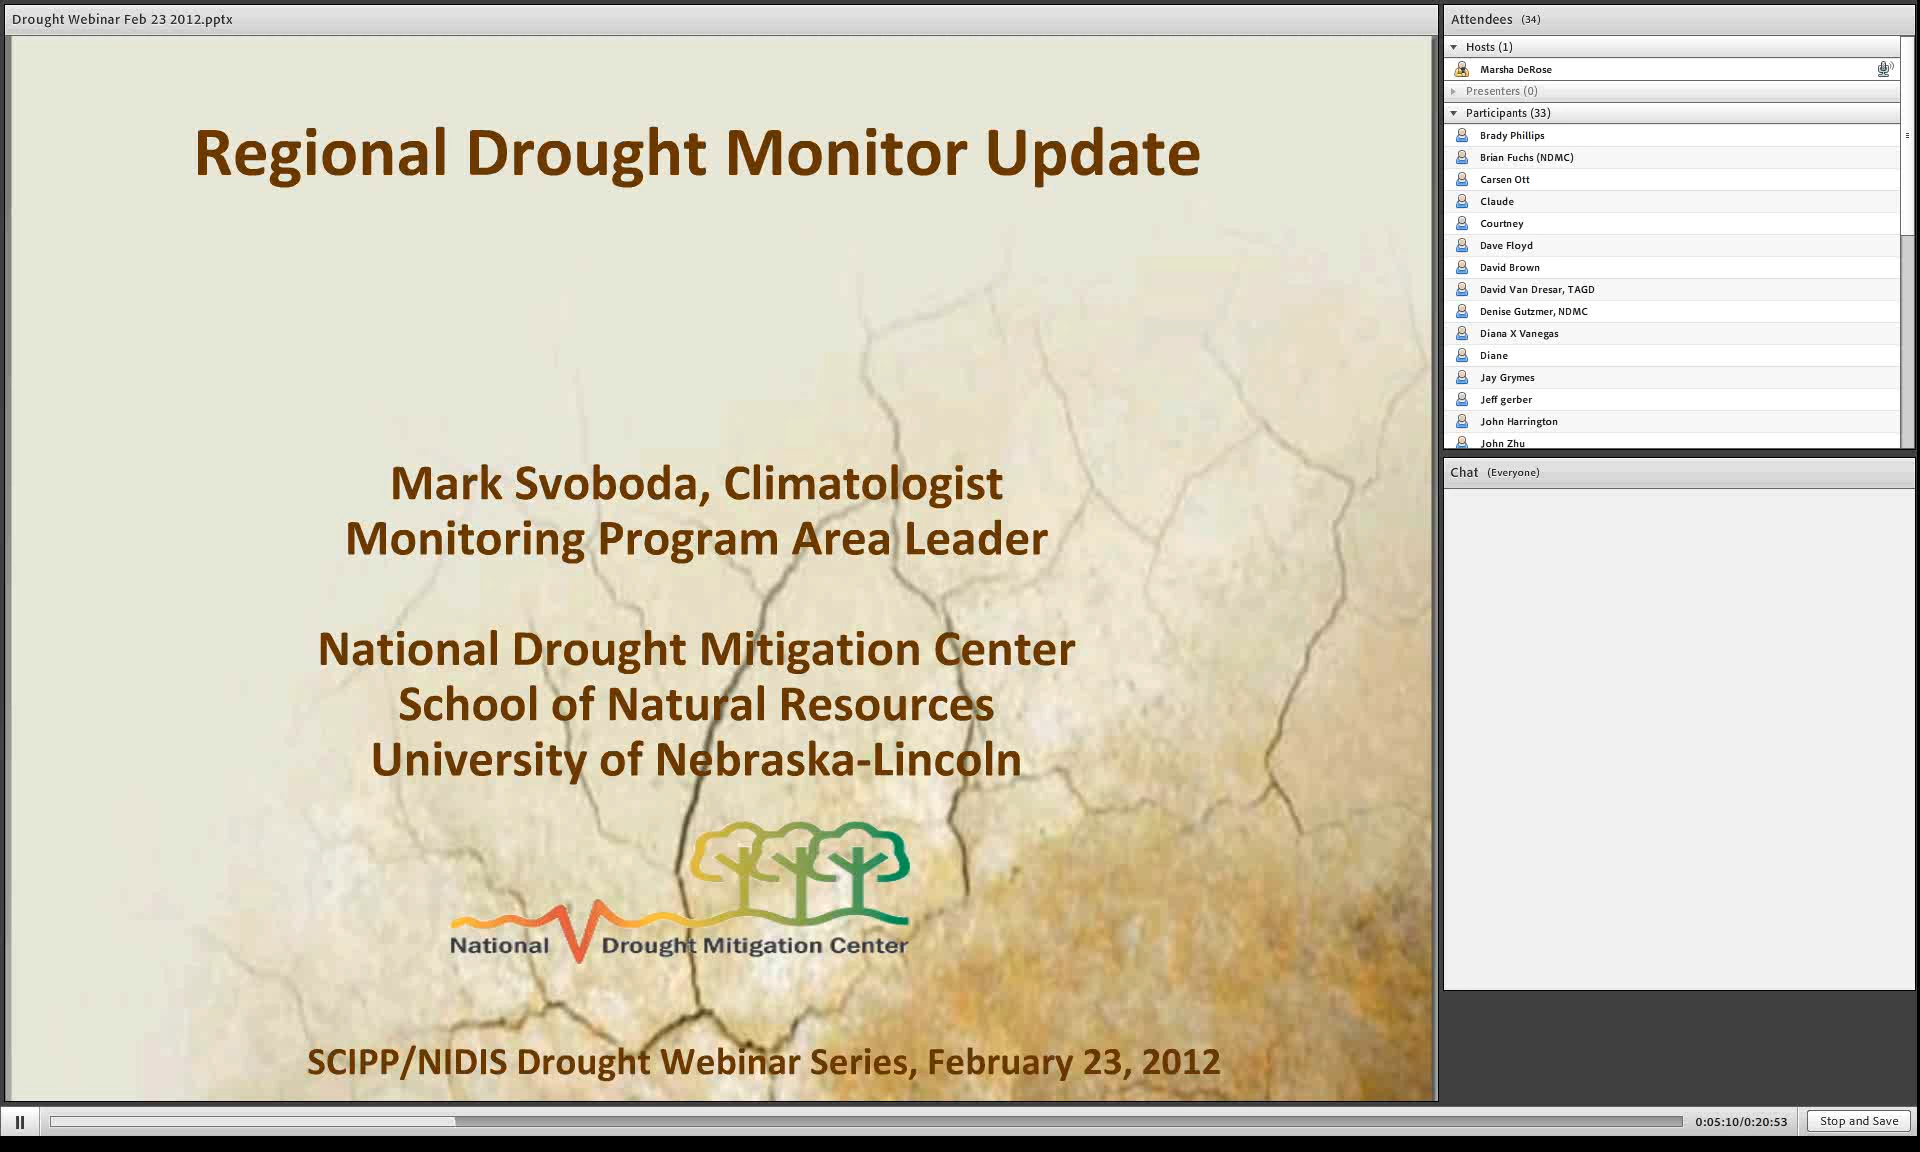 Drought Webinar Feb 23 2012.pptx
Regional Drought Monitor Update
Mark Svoboda, Climatologist
Monitoring Program Area Leader
National Drought Mitigation Center
School of Natural Resources
University of Nebraska-Lincoln
National Drought Mitigation Center
SCIPP/NIDIS Drought Webinar Series, February 23, 2012
Attendees (34)
Hosts (1)
Marsha DeRose
Presenters (0)
Participants (33)
Brady Phillips
Brian Fuchs (NDMC)
Carsen Ott
Claude
Courtney
Dave Floyd
David Brown
David Van Dresar, TAGD
Denise Gutzmer, NDMC
Diana X Vanegas
Diane
Jay Grymes
Jeff gerber
John Harrington
John Zhu
Chat (Everyone)
0:05:10/0:20:53
Stop and Save